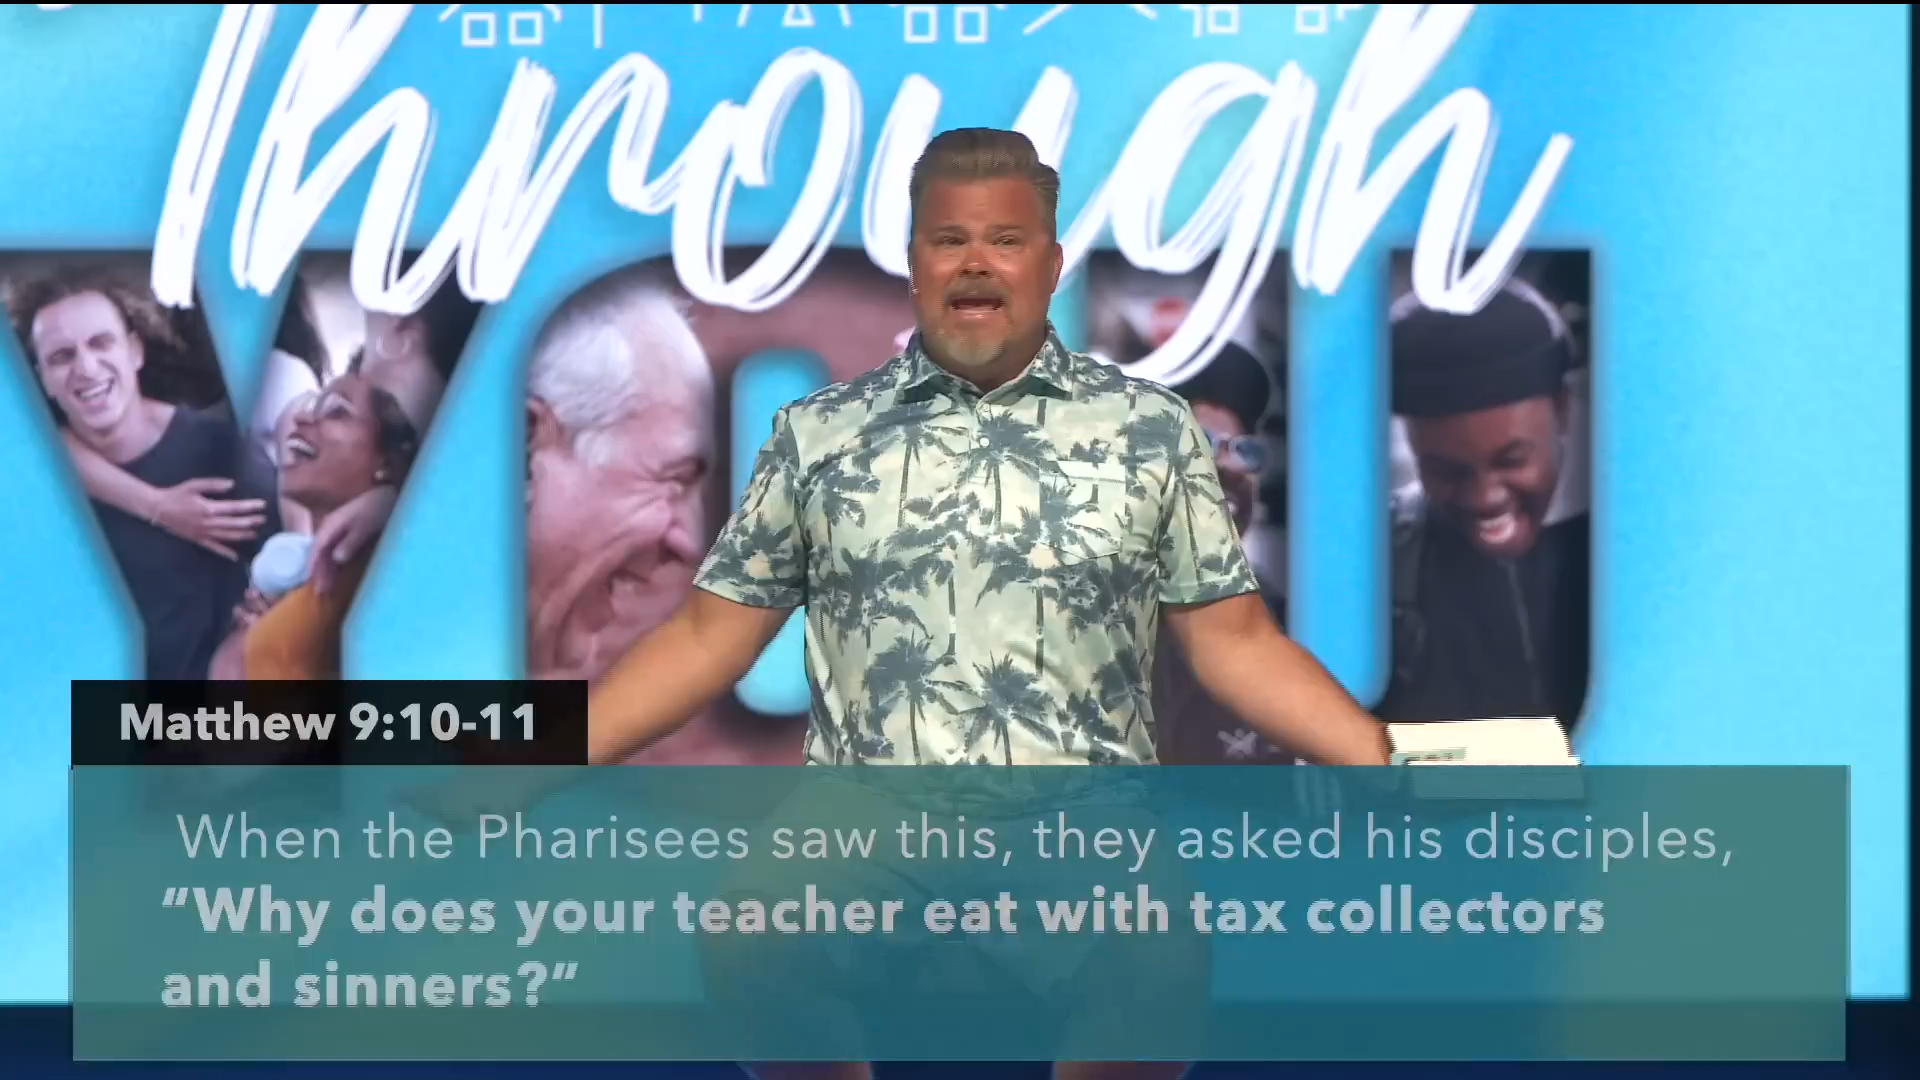 Through
YOU
Matthew 9:10-11
When the Pharisees saw this, they asked his disciples,
“Why does your teacher eat with tax collectors
and sinners?”